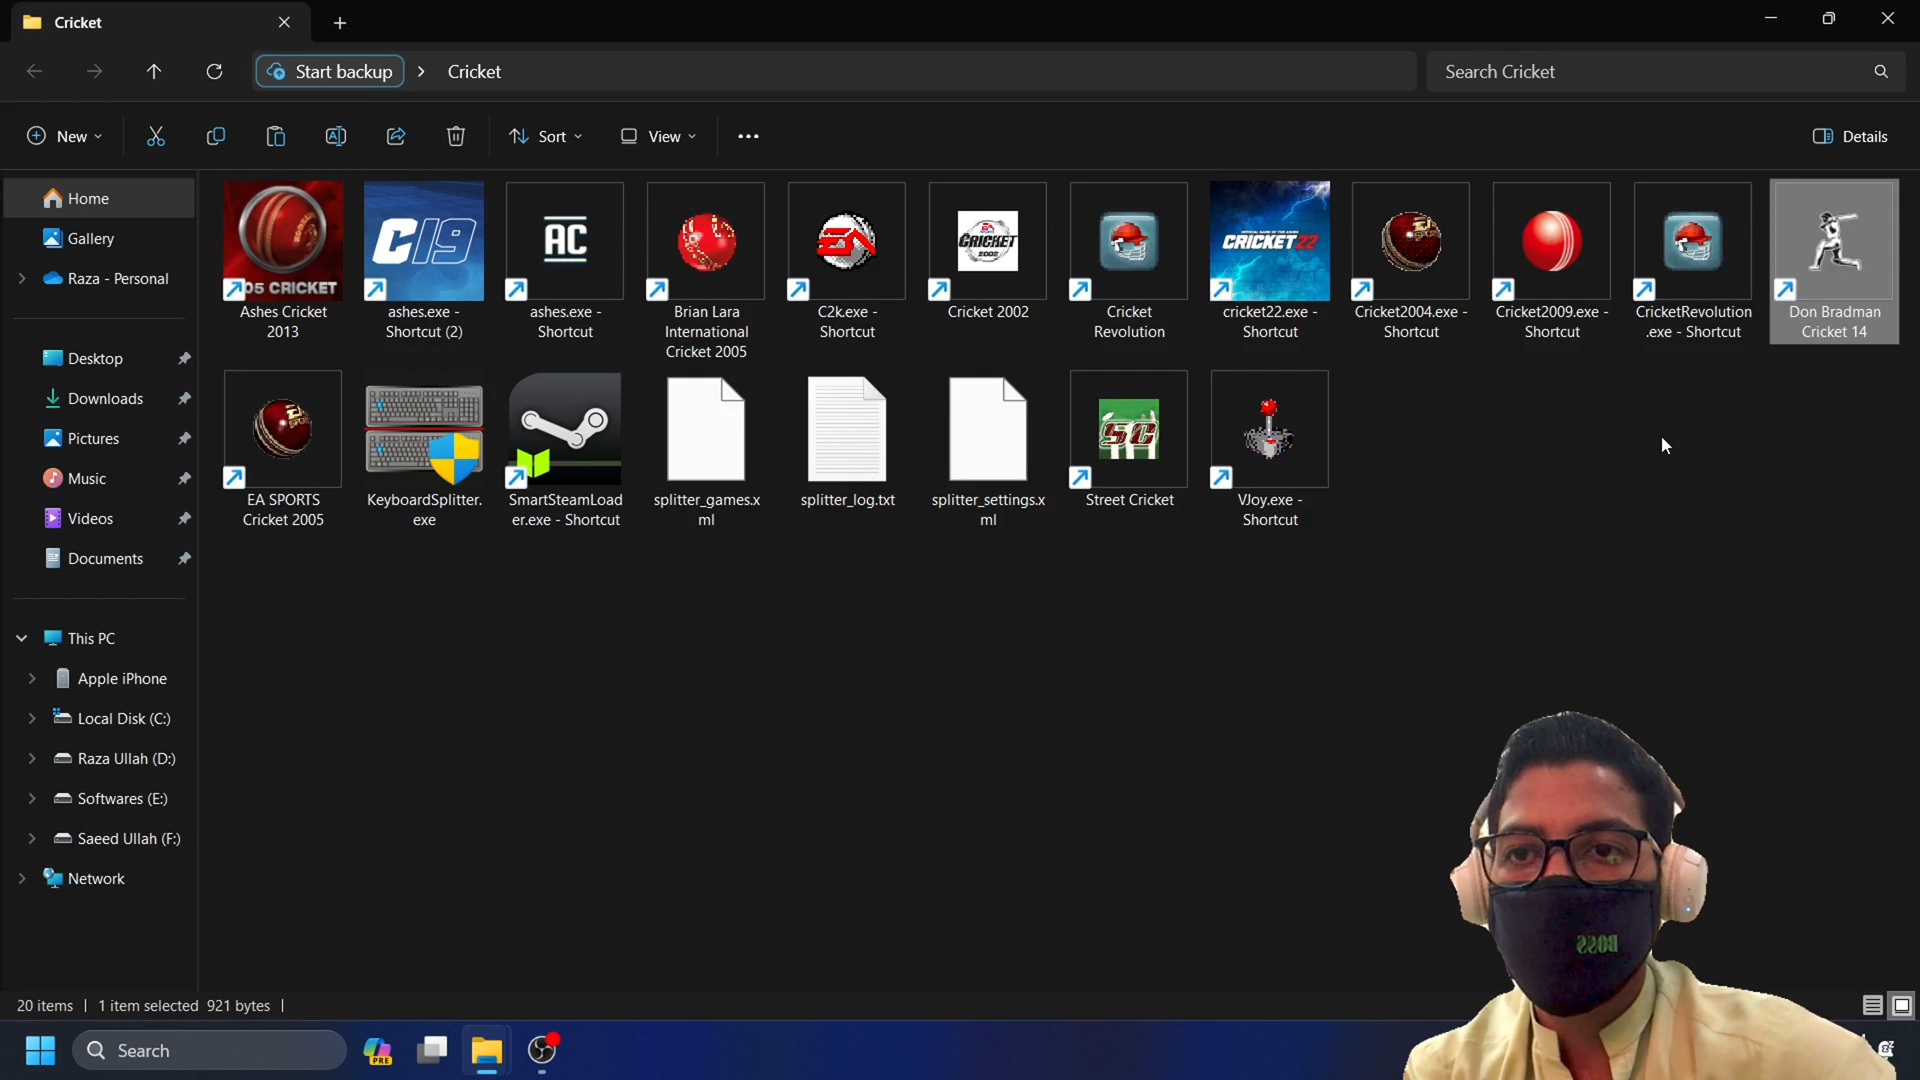 Cricket
Start backup
Cricket
Search Cricket
New
Sort
View
Details
Home
Gallery
Raza - Personal
Desktop
Downloads
Pictures
Music
Videos
Documents
This PC
Apple iPhone
Local Disk (C:)
Raza Ullah (D:)
Softwares (E:)
Saeed Ullah (F:)
Network
05 CRICKET
Ashes Cricket
2013
C19
ashes.exe -
Shortcut (2)
AC
ashes.exe -
Shortcut
Brian Lara
International
Cricket 2005
EA
C2k.exe -
Shortcut
CRICKET
2002
Cricket 2002
Cricket
Revolution
CRICKET 22
cricket22.exe -
Shortcut
Cricket2004.exe -
Shortcut
Cricket2009.exe -
Shortcut
CricketRevolution
.exe - Shortcut
Don Bradman
Cricket 14
EA SPORTS
Cricket 2005
KeyboardSplitter.
exe
SmartSteamLoad
er.exe - Shortcut
splitter_games.x
ml
splitter_log.txt
splitter_settings.x
ml
SC
Street Cricket
VJoy.exe -
Shortcut
BOSS
20 items
1 item selected 921 bytes
Search
PRE